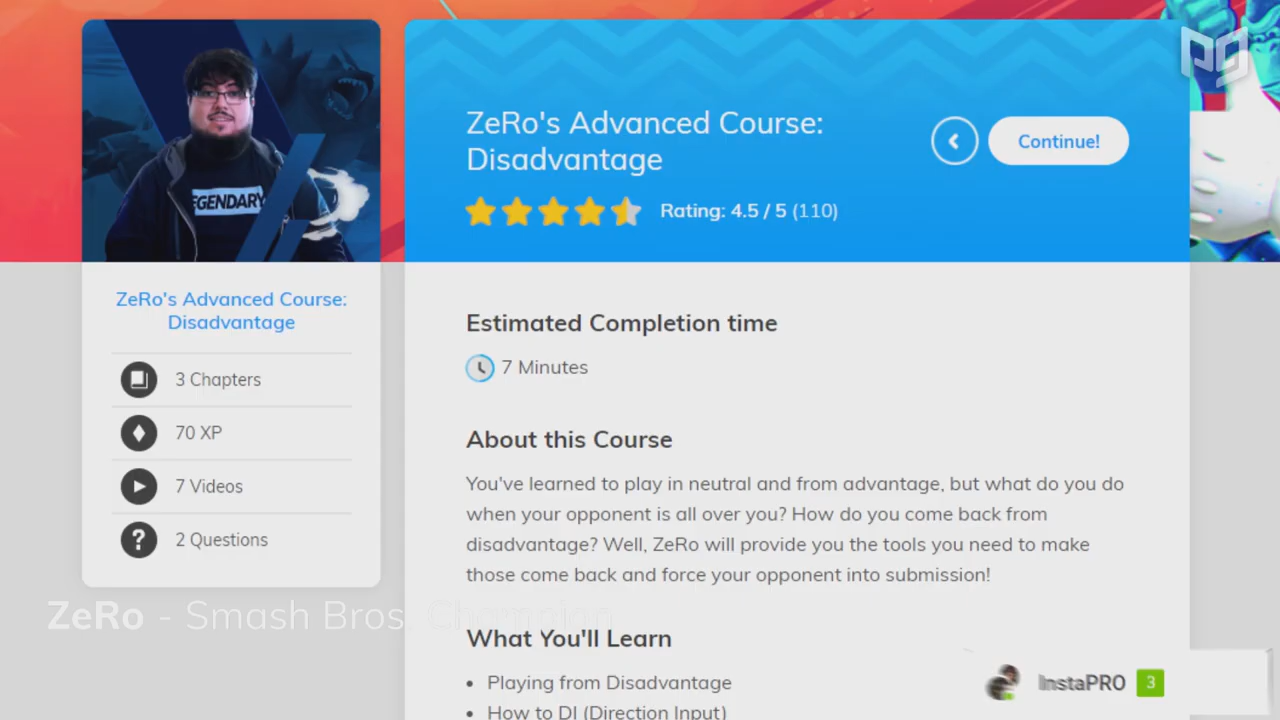 PG
ZeRo's Advanced Course:
Disadvantage
Continue!
Rating: 4.5 / 5 (110)
EGENDARY
ZeRo's Advanced Course:
Disadvantage
3 Chapters
70 XP
7 Videos
2 Questions
Estimated Completion time
7 Minutes
About this Course
You've learned to play in neutral and from advantage, but what do you do
when your opponent is all over you? How do you come back from
disadvantage? Well, ZeRo will provide you the tools you need to make
those come back and force your opponent into submission!
ZeRo - Smash Bros. Champion
What You'll Learn
• Playing from Disadvantage
• How to DI (Direction Input)
InstaPRO 3